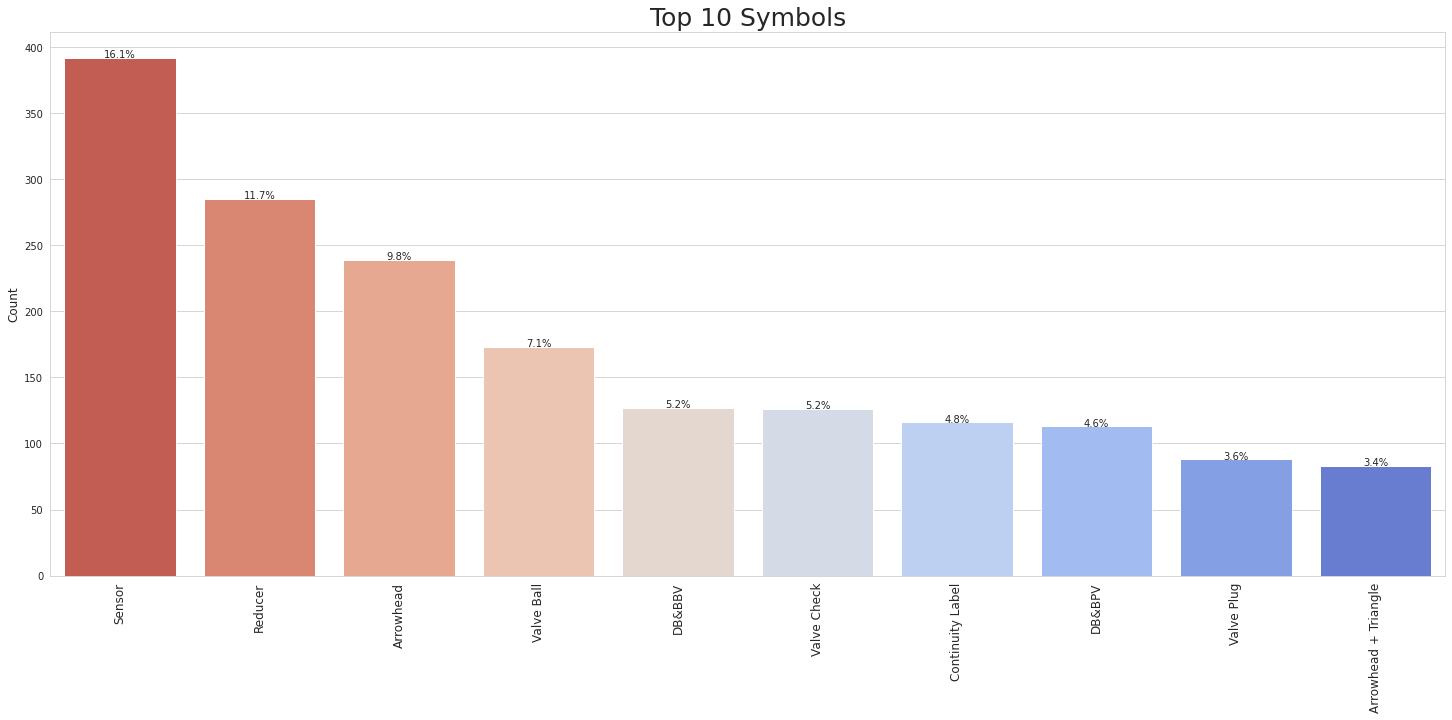 Top 10 Symbols
Count
400
350
300
250
200
150
100
50
0
16.1%
11.7%
9.8%
7.1%
5.2%
5.2%
4.8%
4.6%
3.6%
3.4%
Sensor
Reducer
Arrowhead
Valve Ball
DB&BBV
Valve Check
Continuity Label
DB&BPV
Valve Plug
Arrowhead + Triangle